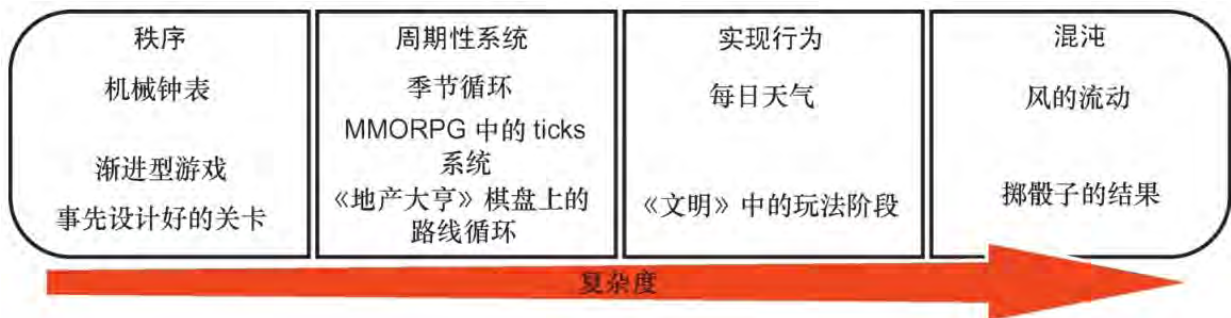 秩序
机械钟表
渐进型游戏
事先设计好的关卡
周期性系统
季节循环
MMORPG 中的 ticks
系统
《地产大亨》棋盘上的
路线循环
实现行为
每日天气
《文明》中的玩法阶段
混沌
风的流动
掷骰子的结果
复杂度